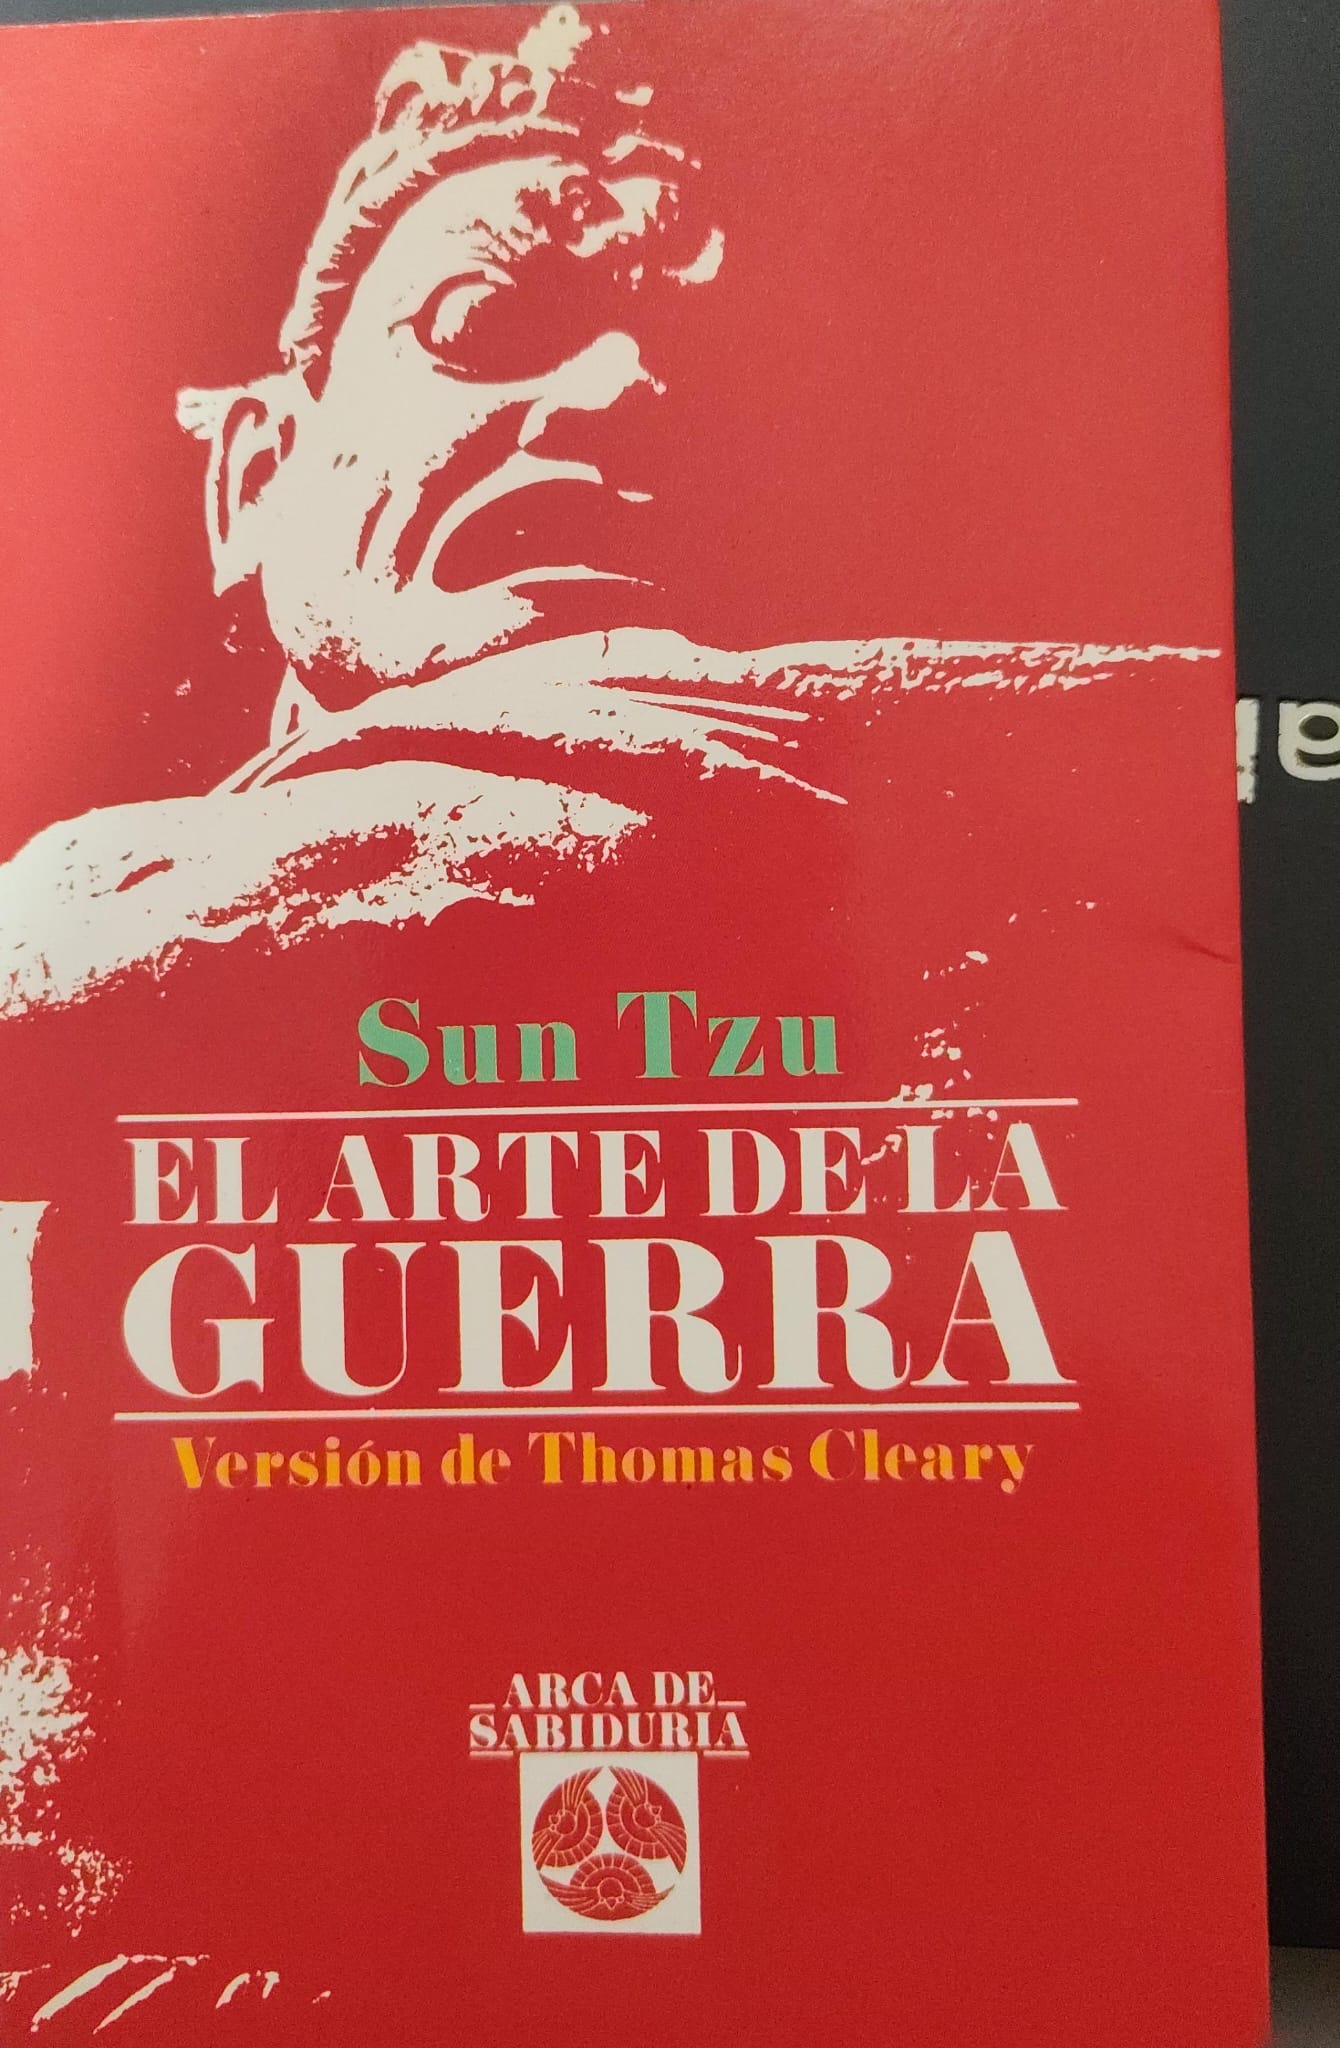 Sun Tzu
EL ARTE DE LA
GUERRA
Versión de Thomas Cleary
ARCA DE
SABIDURIA